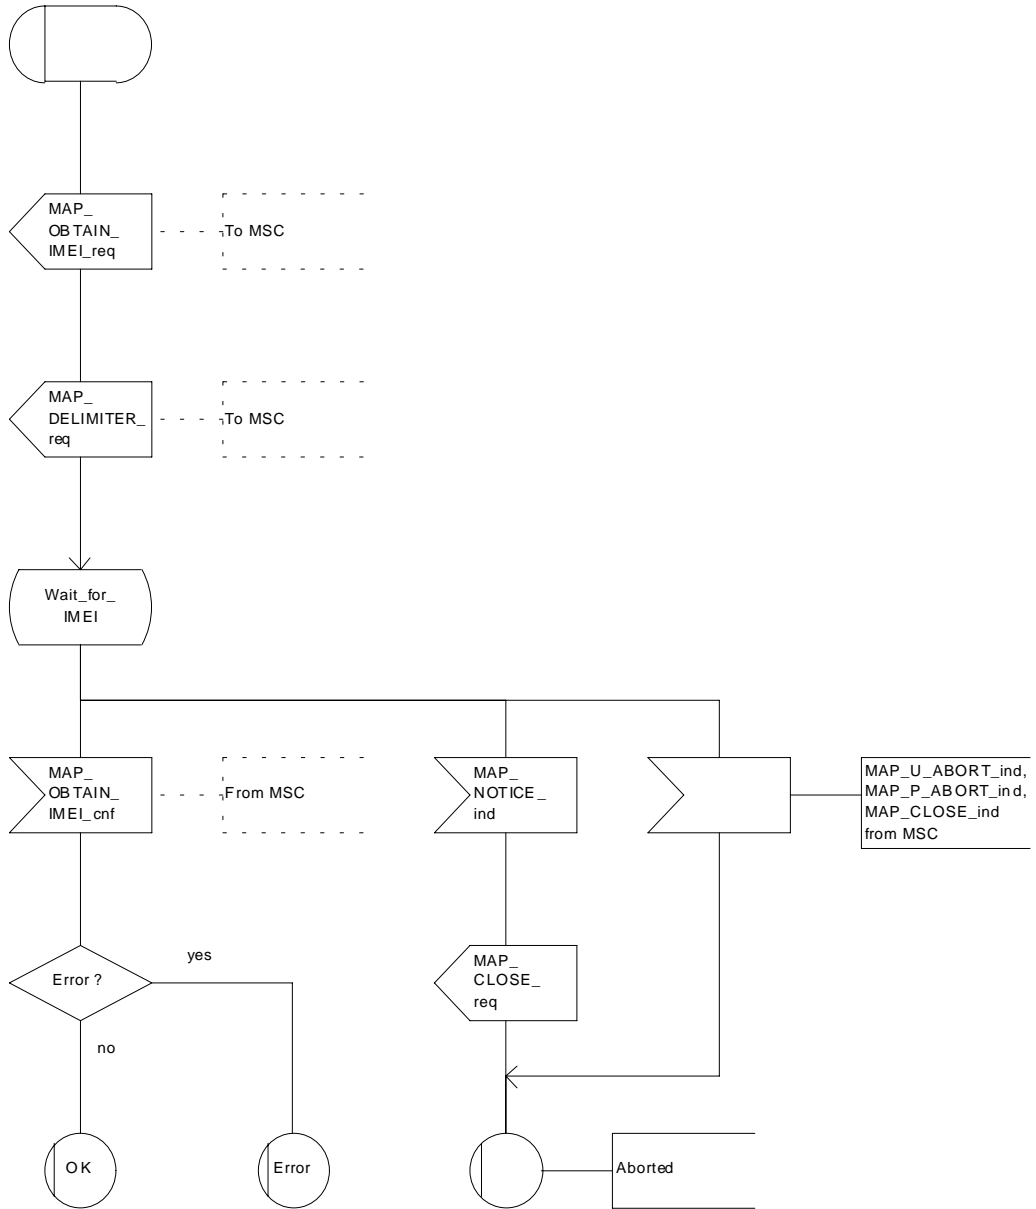 MAP_
OBTAIN_
IMEI_req
To MSC
MAP_
DELIMITER_
req
To MSC
Wait_for_
IMEI
MAP_
OBTAIN_
IMEI_cnf
From MSC
MAP_
NOTICE_
ind
MAP_U_ABORT_ind,
MAP_P_ABORT_ind,
MAP_CLOSE_ind
from MSC
Error ?
yes
no
MAP_
CLOSE_
req
OK
Error
Aborted